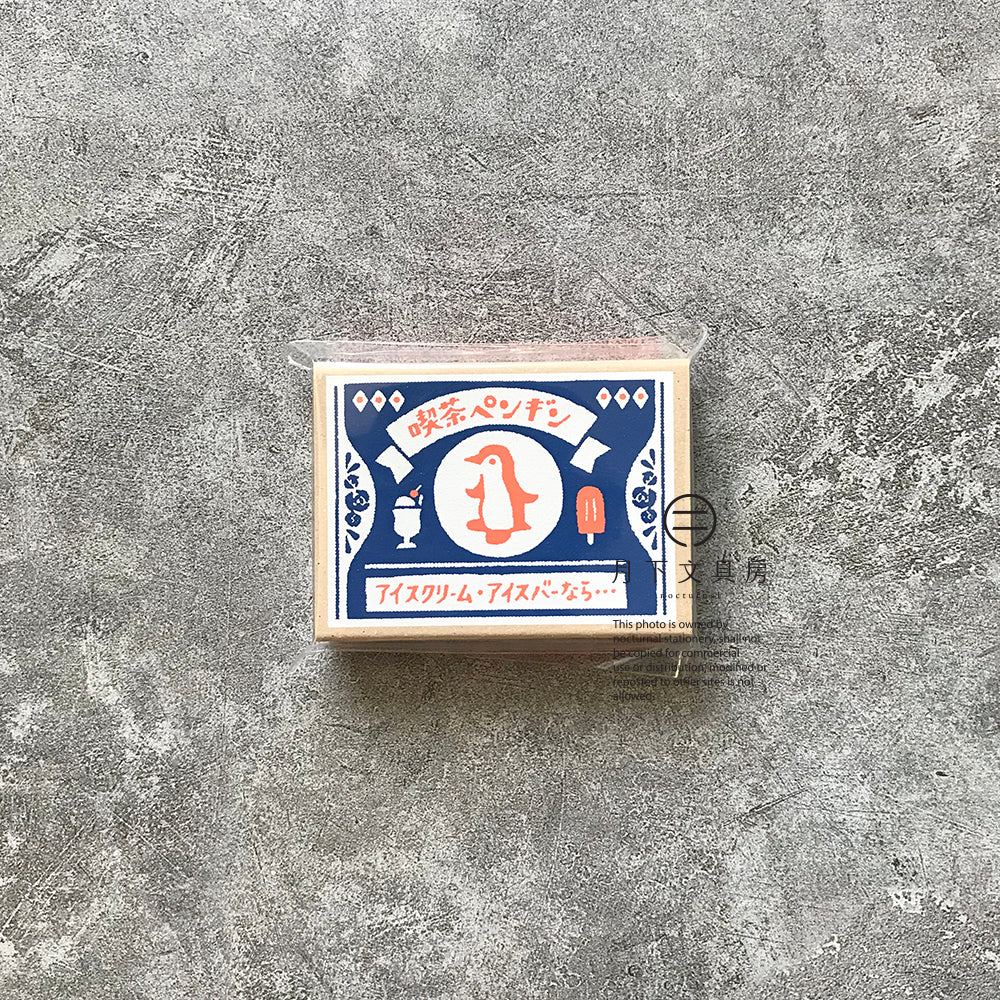 喫茶ペンギン
アイスクリーム・アイスバーなら…
月下文具房
nocturnal
This photo is owned by
nocturnal stationery, shall not
be copied for commercial
use or distribution, modified or
reposted to other sites is not
allowed.